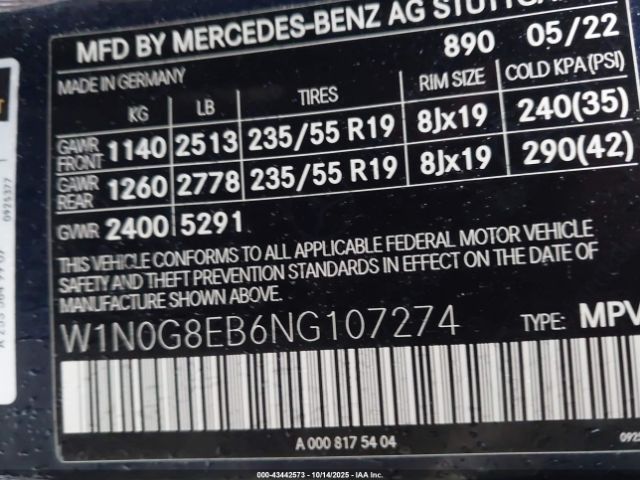 MFD BY MERCEDES-BENZ AG STUTTGA
890 05/22
MADE IN GERMANY
KG LB TIRES RIM SIZE COLD KPA (PSI)
GAWR FRONT 1140 2513 235/55 R19 8Jx19 240(35)
GAWR REAR 1260 2778 235/55 R19 8Jx19 290(42)
GVWR 2400 5291
THIS VEHICLE CONFORMS TO ALL APPLICABLE FEDERAL MOTOR VEHICLE
SAFETY AND THEFT PREVENTION STANDARDS IN EFFECT ON THE DATE OF
MANUFACTURE.
W1N0G8EB6NG107274 TYPE: MPV
A 000 817 54 04
0925377
000-43442573 - 10/14/2025 - IAA Inc.